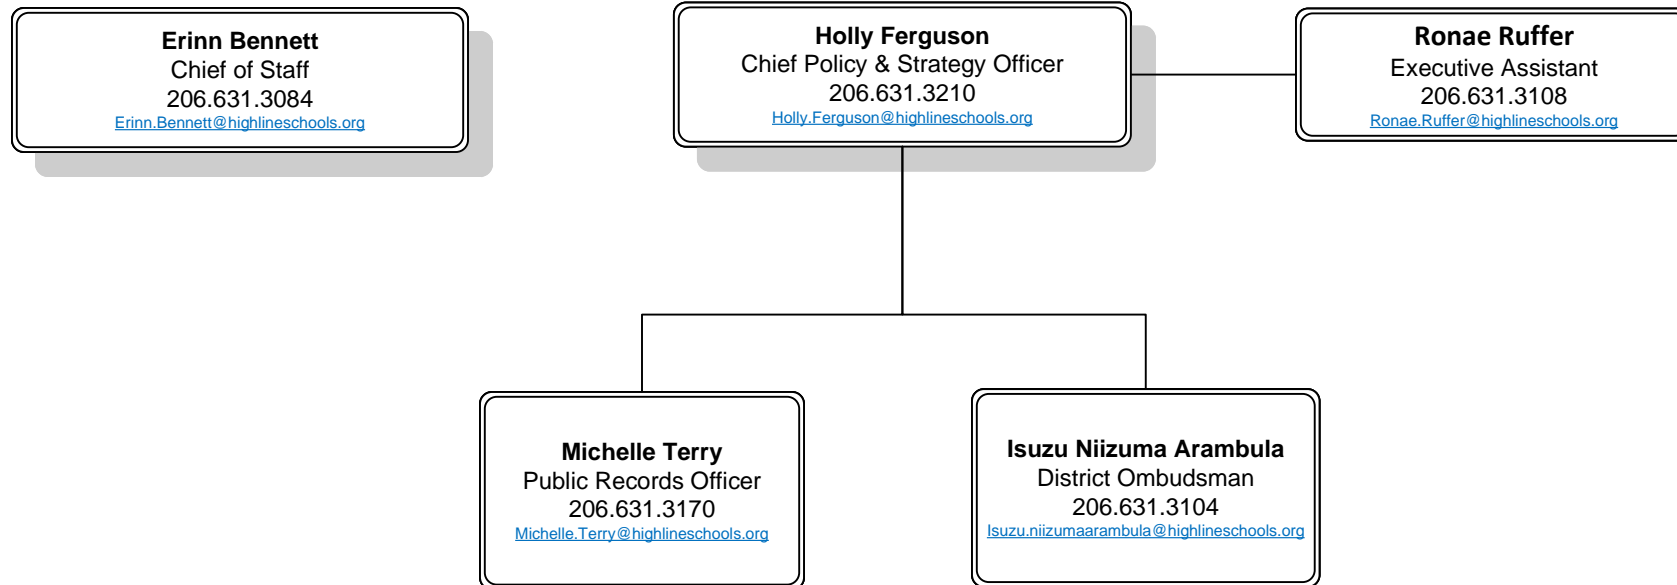 Erinn Bennett
Chief of Staff
206.631.3084
Erinn.Bennett@highlineschools.org
Holly Ferguson
Chief Policy & Strategy Officer
206.631.3210
Holly.Ferguson@highlineschools.org
Ronae Ruffer
Executive Assistant
206.631.3108
Ronae.Ruffer@highlineschools.org
Michelle Terry
Public Records Officer
206.631.3170
Michelle.Terry@highlineschools.org
Isuzu Niizuma Arambula
District Ombudsman
206.631.3104
Isuzu.niizumaarambula@highlineschools.org